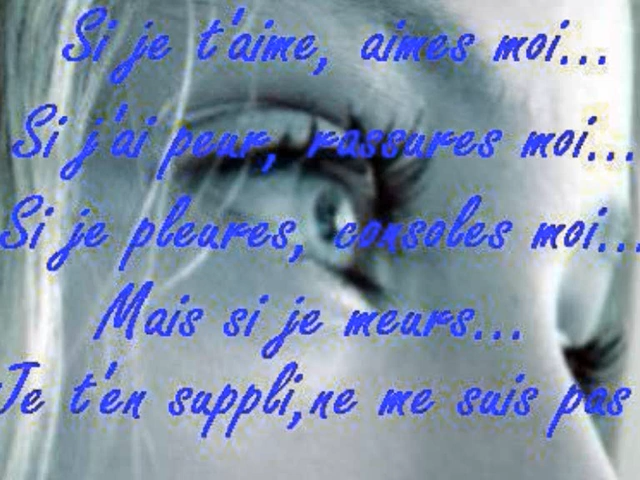 Si je t'aime, aimes moi...
Si j'ai peur, rassures moi...
Si je pleures, consoles moi...
Mais si je meurs...
Je t'en suppli,ne me suis pas